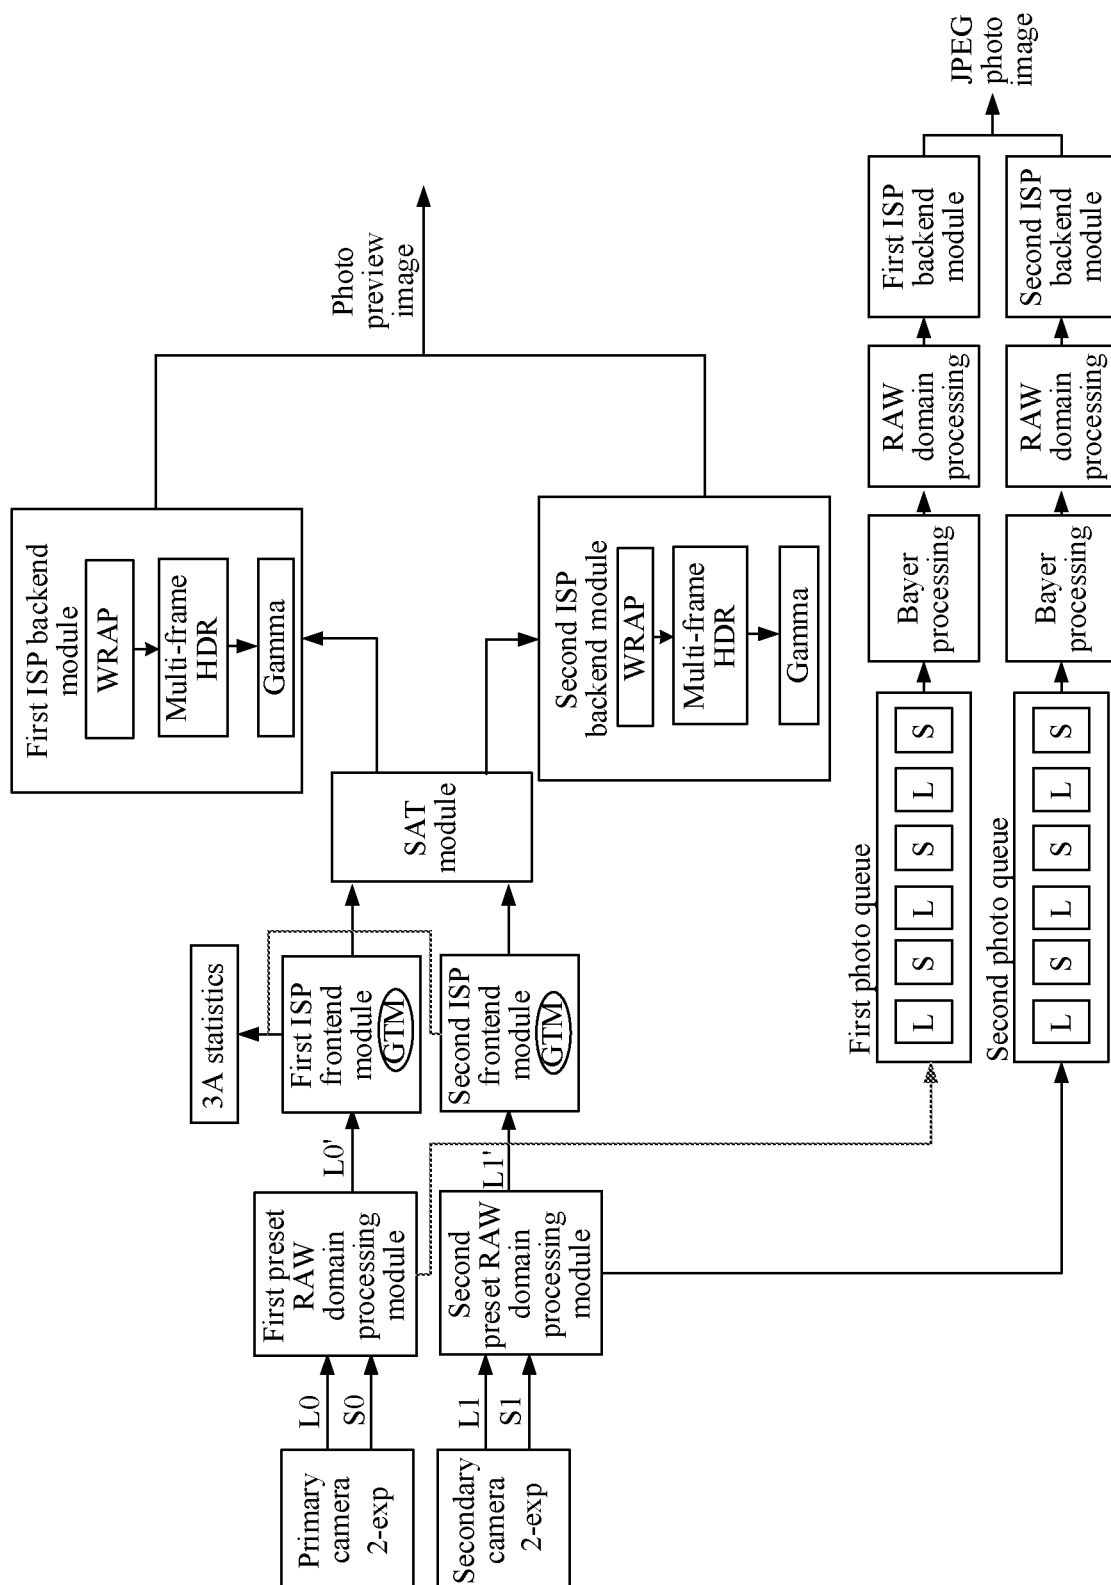 Primary
camera
2-exp
L0
S0
First preset
RAW
domain
processing
module
L0'
First ISP
frontend
module
GTM
3A statistics
Secondary
camera
2-exp
L1
S1
Second
preset RAW
domain
processing
module
L1'
Second ISP
frontend
module
GTM
SAT
module
First ISP backend
module
WRAP
Multi-frame
HDR
Gamma
Second ISP
backend module
WRAP
Multi-frame
HDR
Gamma
Photo
preview
image
First photo queue
L S L S L S
Bayer
processing
RAW
domain
processing
First ISP
backend
module
Second photo queue
L S L S L S
Bayer
processing
RAW
domain
processing
Second ISP
backend
module
JPEG
photo
image